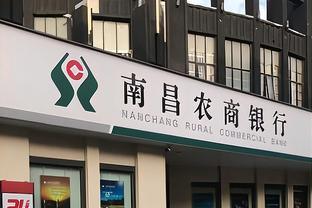 南昌农商银行
NANCHANG RURAL COMMERCIAL BANK